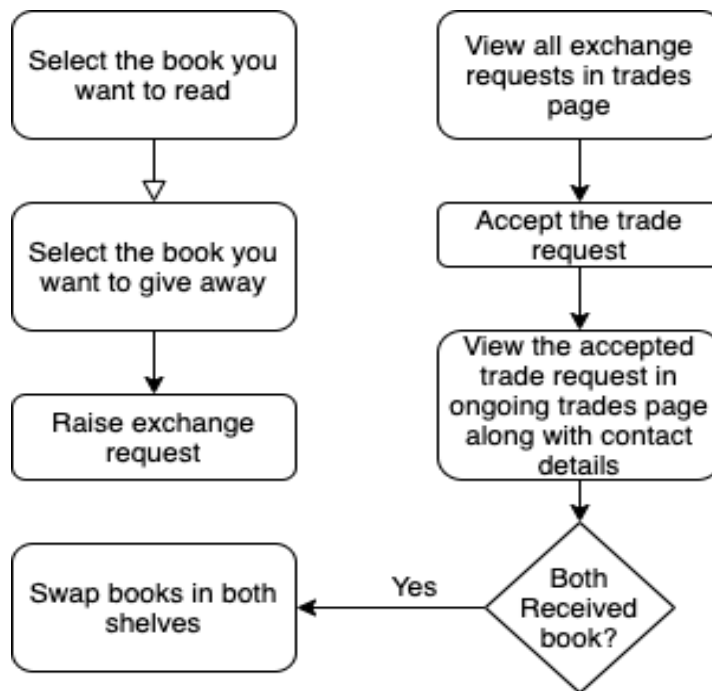 Select the book you
want to read
Select the book you
want to give away
Raise exchange
request
View all exchange
requests in trades
page
Accept the trade
request
View the accepted
trade request in
ongoing trades page
along with contact
details
Both
Received
book?
Yes
Swap books in both
shelves